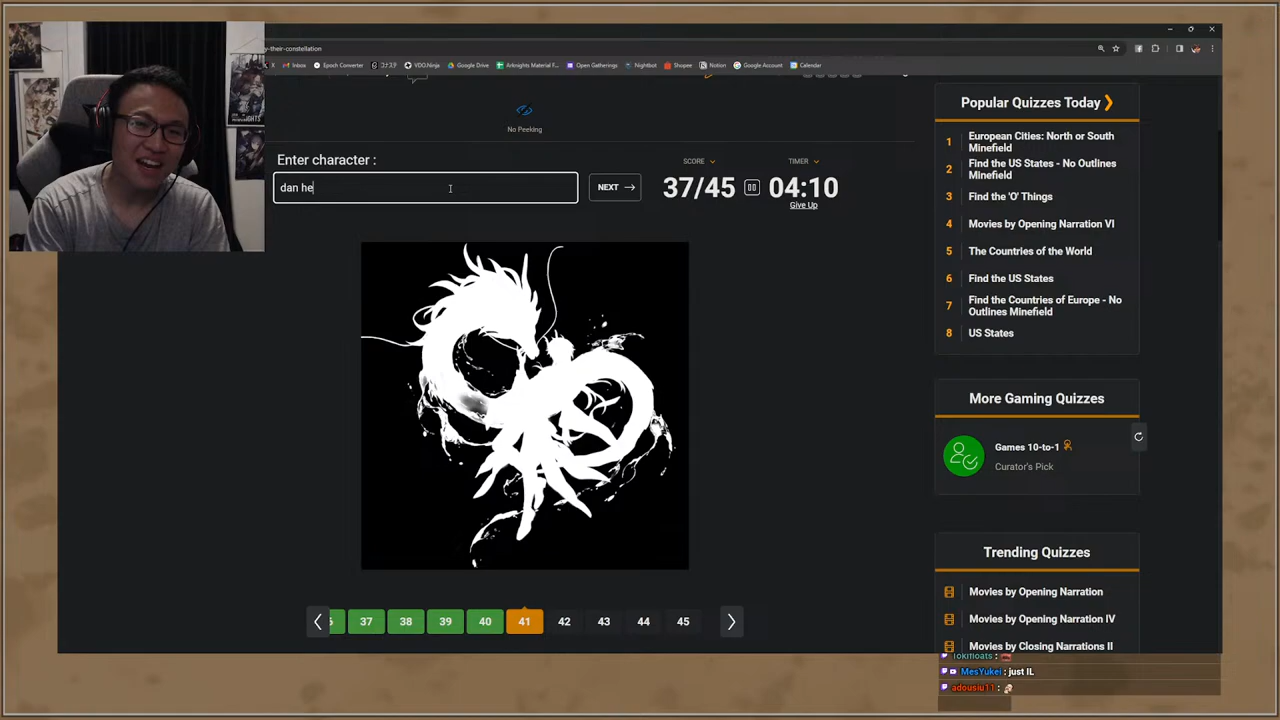 y-their-constellation
X
Inbox
Epoch Converter
VDO.Ninja
Google Drive
Arknights Material F...
Open Gatherings
Nightbot
Shopee
Notion
Google Account
Calendar
No Peeking
Enter character :
dan he
NEXT →
SCORE
37/45
TIMER
04:10
Give Up
Popular Quizzes Today ❯
1 European Cities: North or South Minefield
2 Find the US States - No Outlines Minefield
3 Find the 'O' Things
4 Movies by Opening Narration VI
5 The Countries of the World
6 Find the US States
7 Find the Countries of Europe - No Outlines Minefield
8 US States
More Gaming Quizzes
Games 10-to-1
Curator's Pick
Trending Quizzes
Movies by Opening Narration
Movies by Opening Narration IV
Movies by Closing Narrations II
37 38 39 40 41 42 43 44 45
Tokifloats :
MesYukei : just IL
adousiu11 :